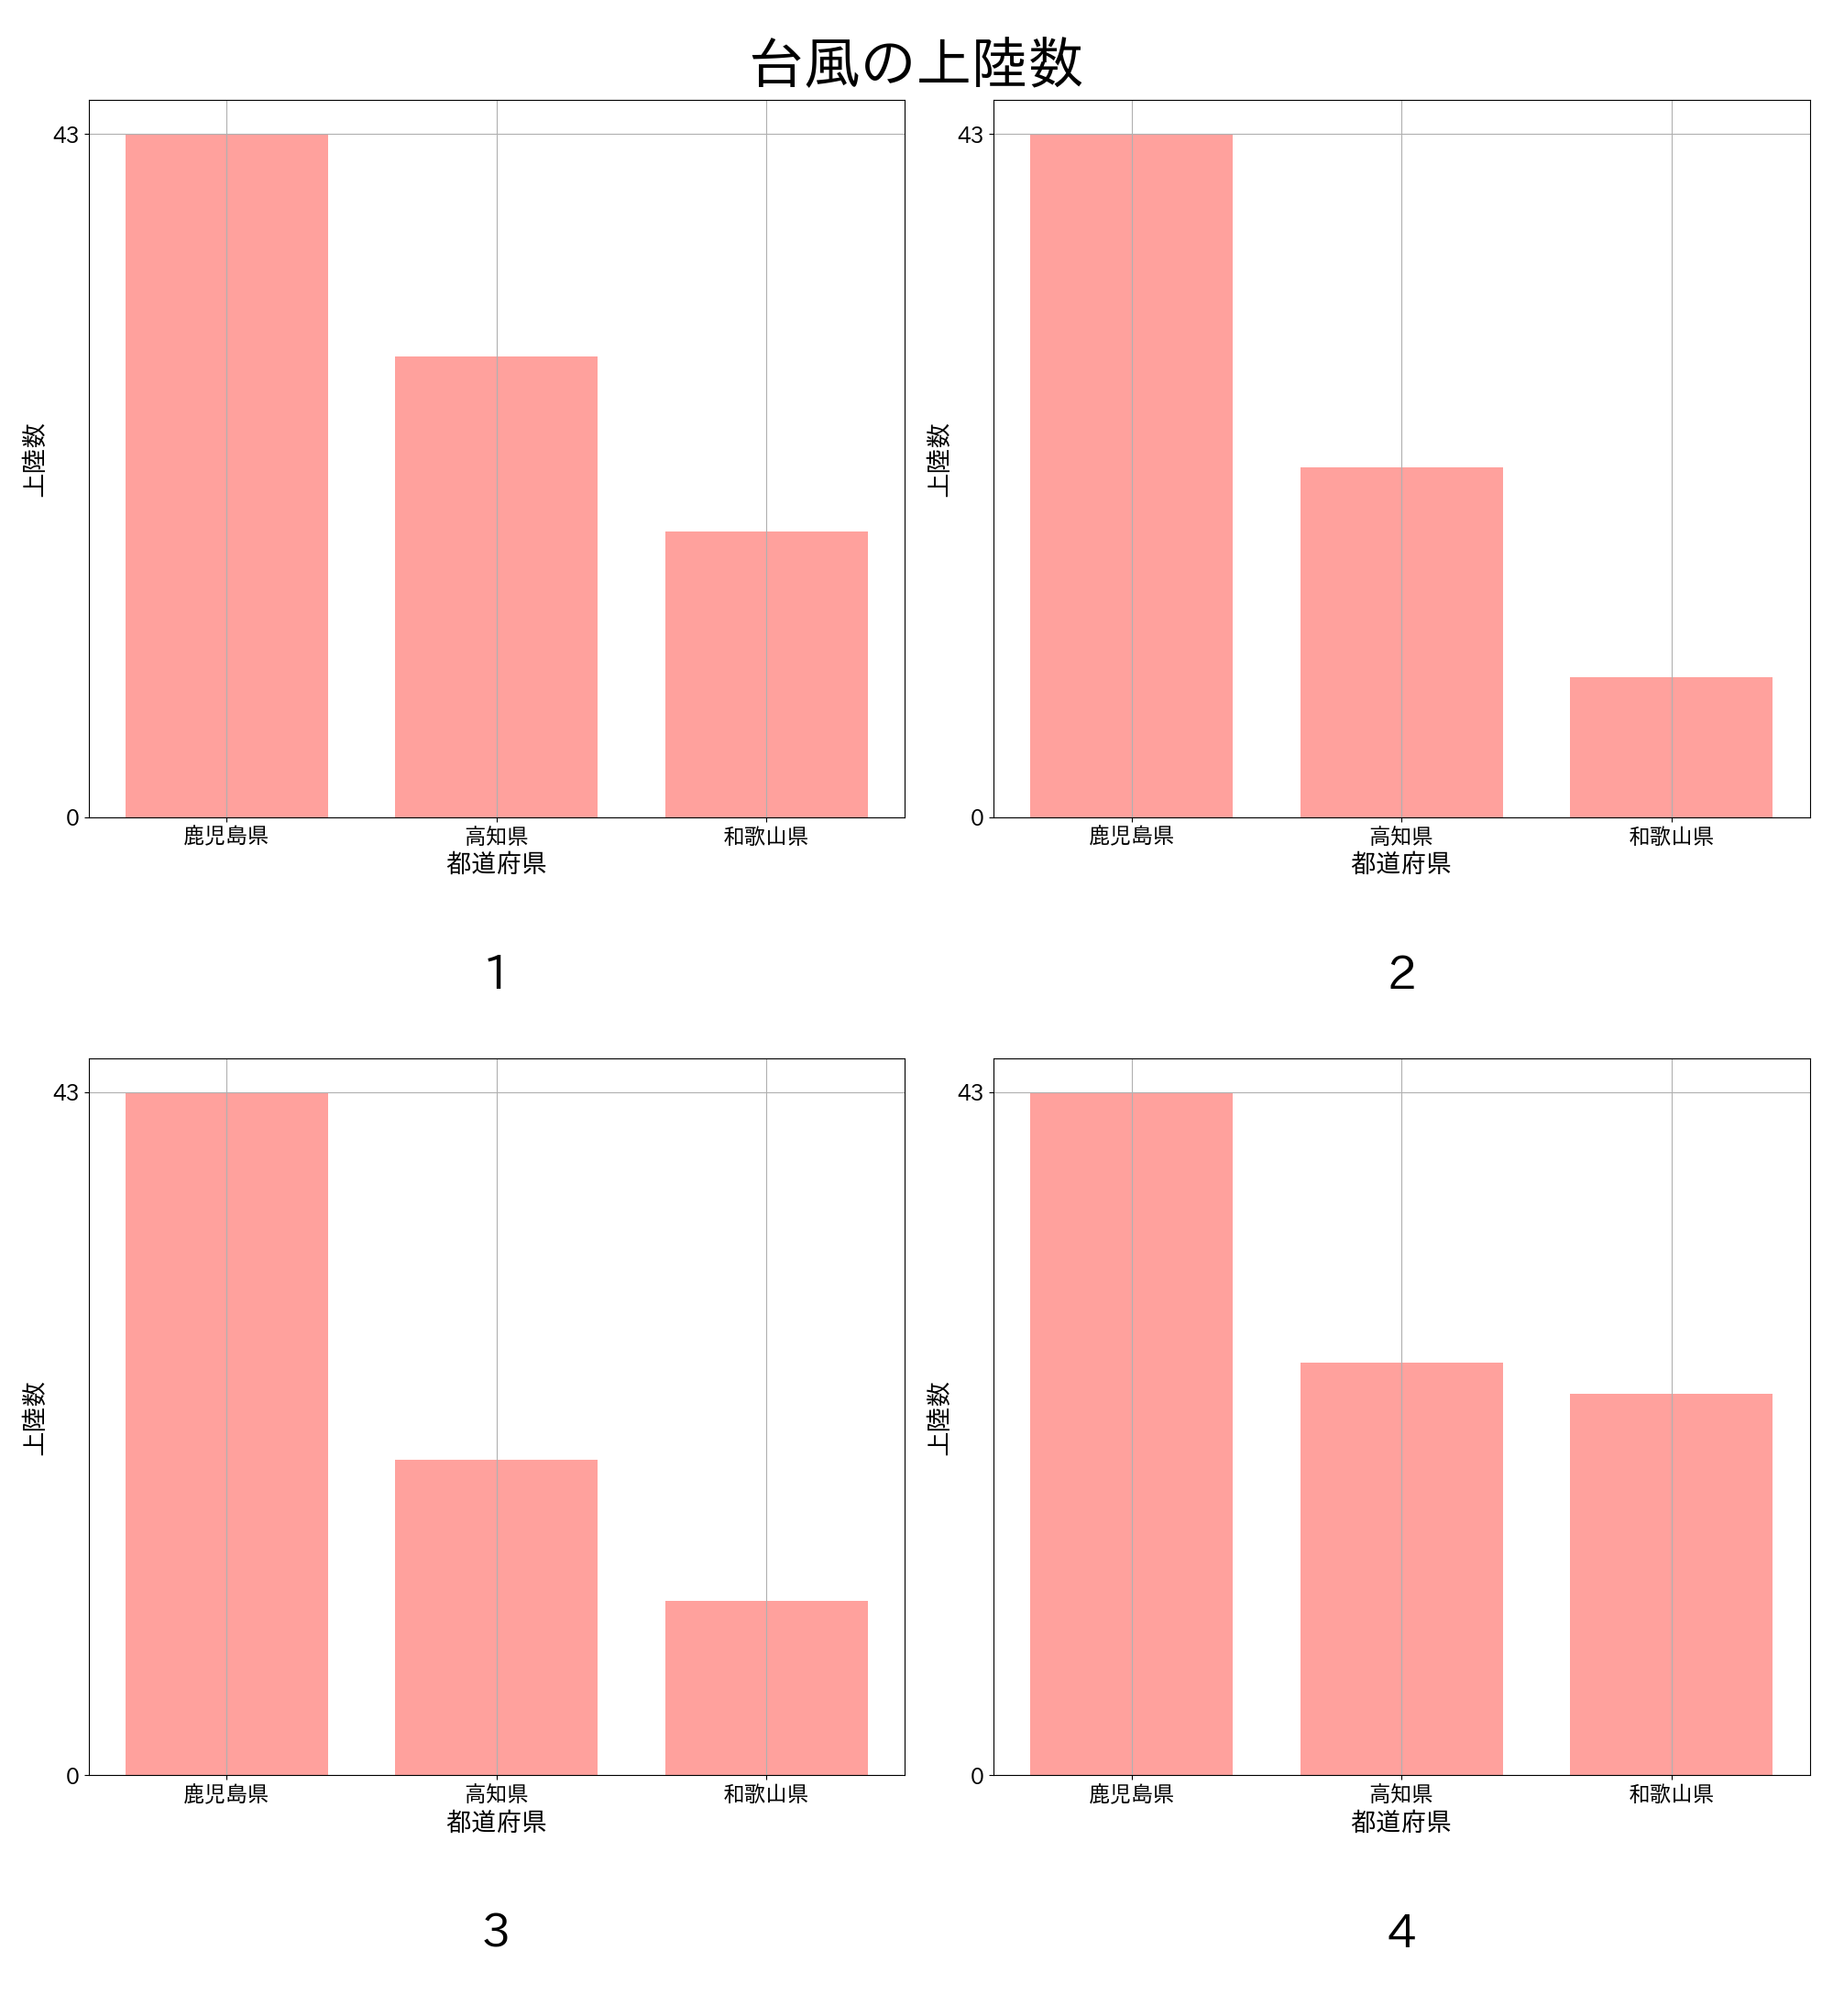 台風の上陸数
43
0
上陸数
鹿児島県 高知県 和歌山県
都道府県
1
43
0
上陸数
鹿児島県 高知県 和歌山県
都道府県
2
43
0
上陸数
鹿児島県 高知県 和歌山県
都道府県
3
43
0
上陸数
鹿児島県 高知県 和歌山県
都道府県
4